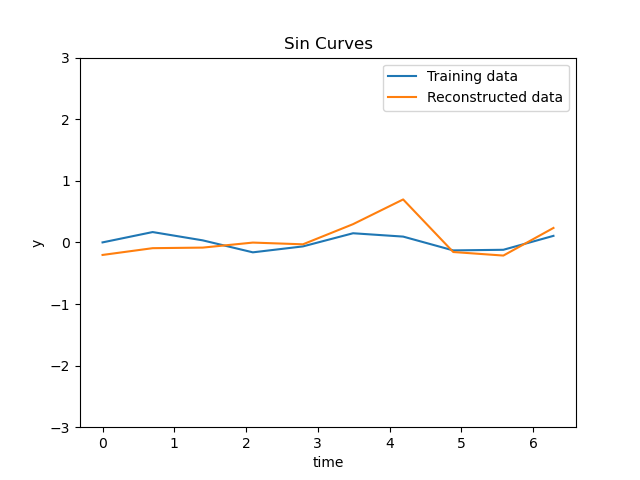 Sin Curves
Training data
Reconstructed data
3
2
1
0
−1
−2
−3
y
0 1 2 3 4 5 6
time